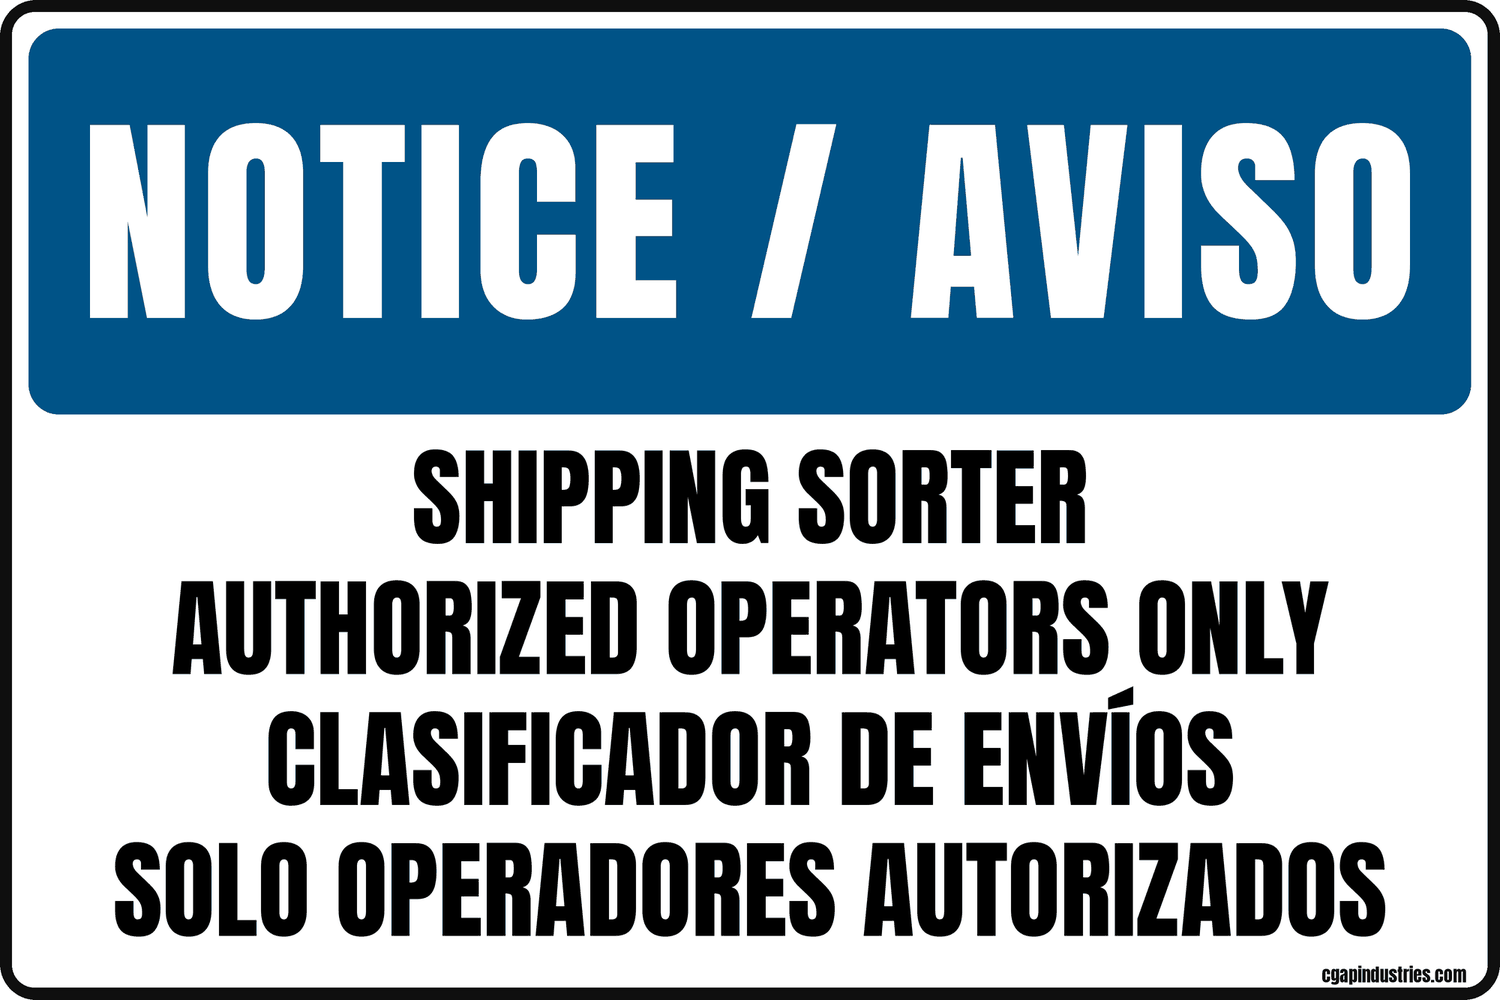 NOTICE / AVISO
SHIPPING SORTER
AUTHORIZED OPERATORS ONLY
CLASIFICADOR DE ENVÍOS
SOLO OPERADORES AUTORIZADOS
cgapindustries.com